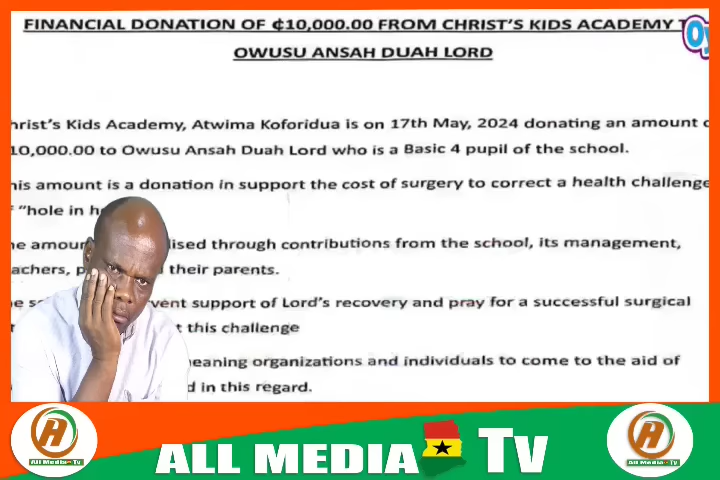 FINANCIAL DONATION OF ₵10,000.00 FROM CHRIST'S KIDS ACADEMY
OWUSU ANSAH DUAH LORD
hrist's Kids Academy, Atwima Koforidua is on 17th May, 2024 donating an amount
10,000.00 to Owusu Ansah Duah Lord who is a Basic 4 pupil of the school.
his amount is a donation in support the cost of surgery to correct a health challenge
"hole in h
e amoun lised through contributions from the school, its management,
achers, p their parents.
vent support of Lord's recovery and pray for a successful surgical
t this challenge
meaning organizations and individuals to come to the aid of
d in this regard.
All Media Tv
ALL MEDIA TV
All Media Tv